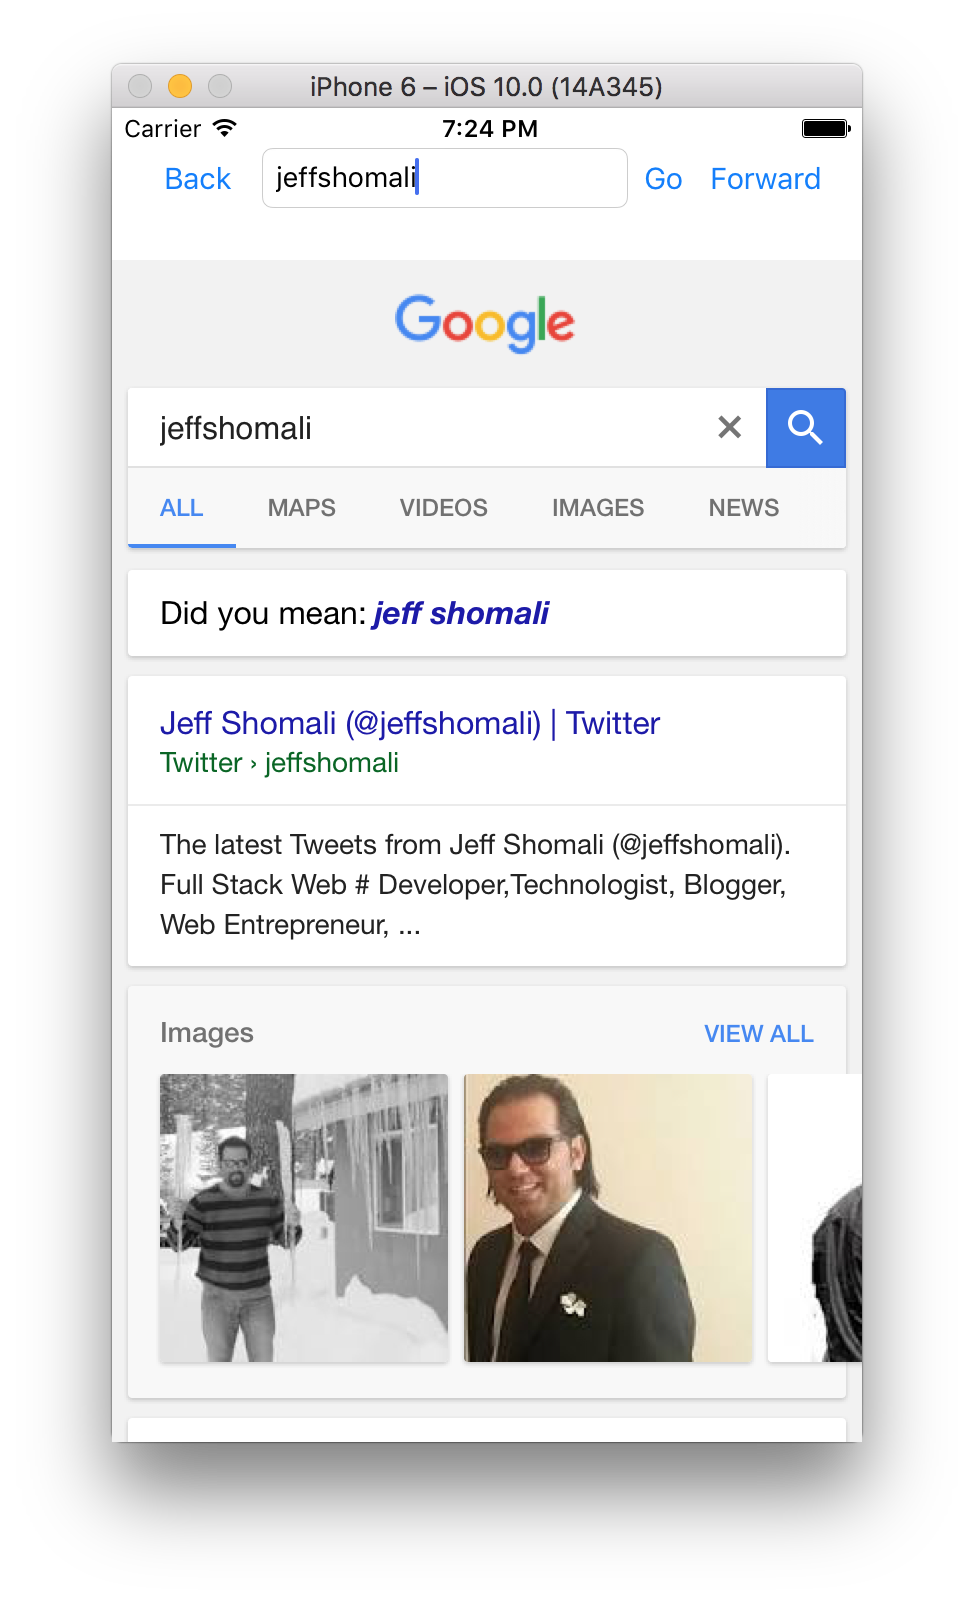 iPhone 6 – iOS 10.0 (14A345)
Carrier 7:24 PM
Back jeffshomali Go Forward
Google
jeffshomali
ALL MAPS VIDEOS IMAGES NEWS
Did you mean: jeff shomali
Jeff Shomali (@jeffshomali) | Twitter
Twitter › jeffshomali
The latest Tweets from Jeff Shomali (@jeffshomali).
Full Stack Web # Developer,Technologist, Blogger,
Web Entrepreneur, ...
Images VIEW ALL